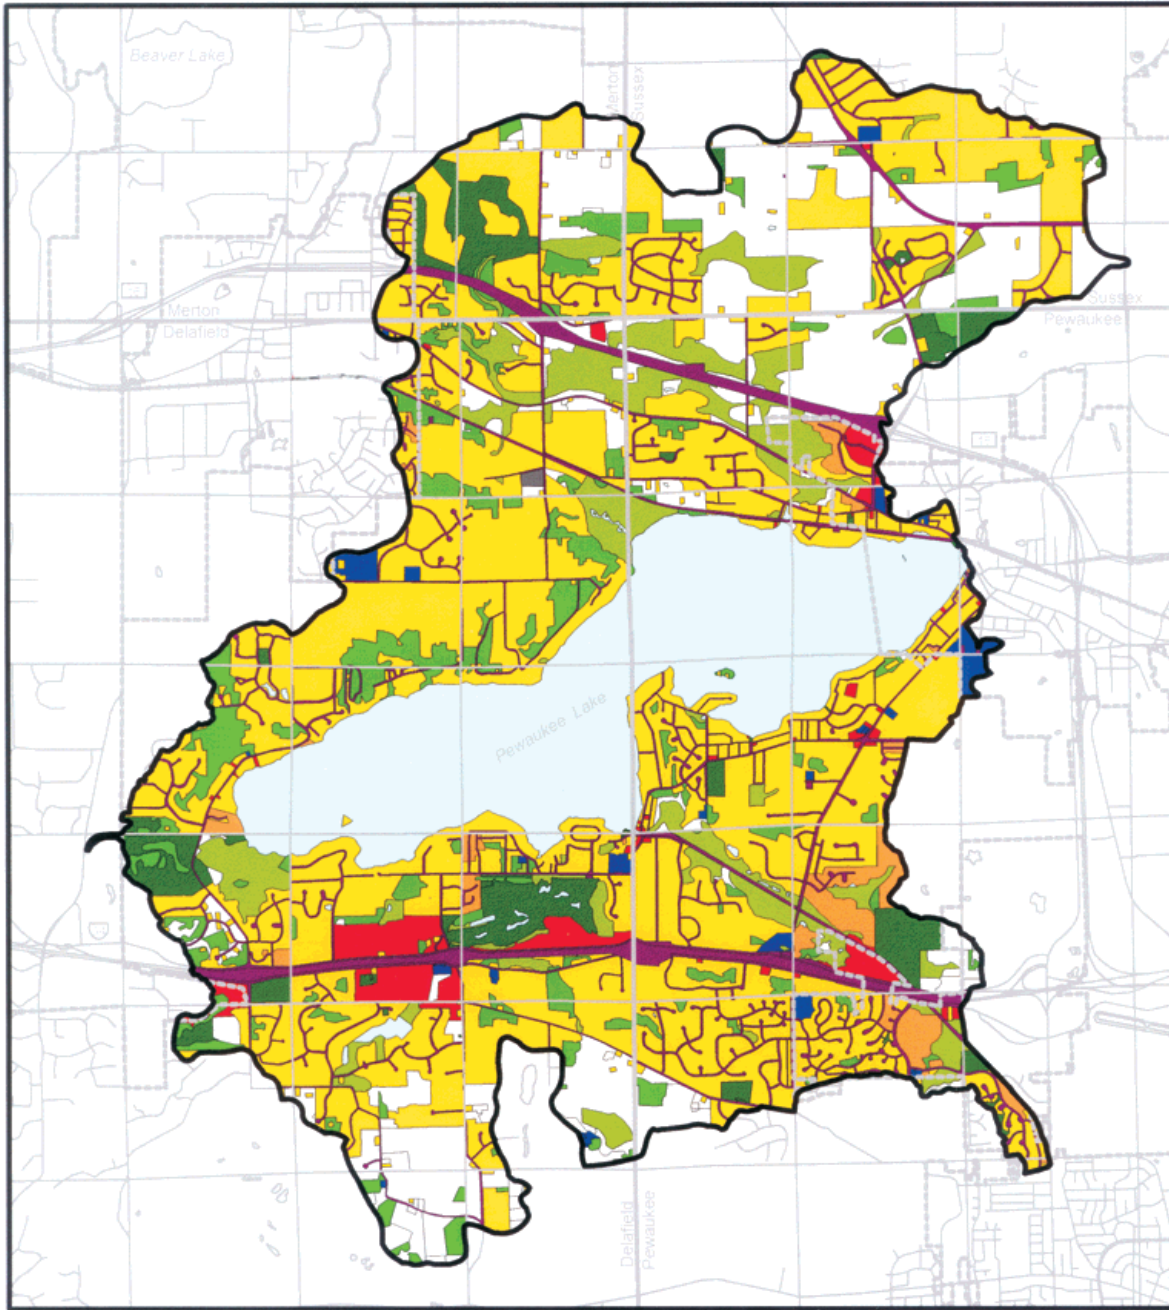 Beaver Lake
Merton
Sussex
Merton
Delafield
Sussex
Pewaukee
Pewaukee Lake
Delafield
Pewaukee